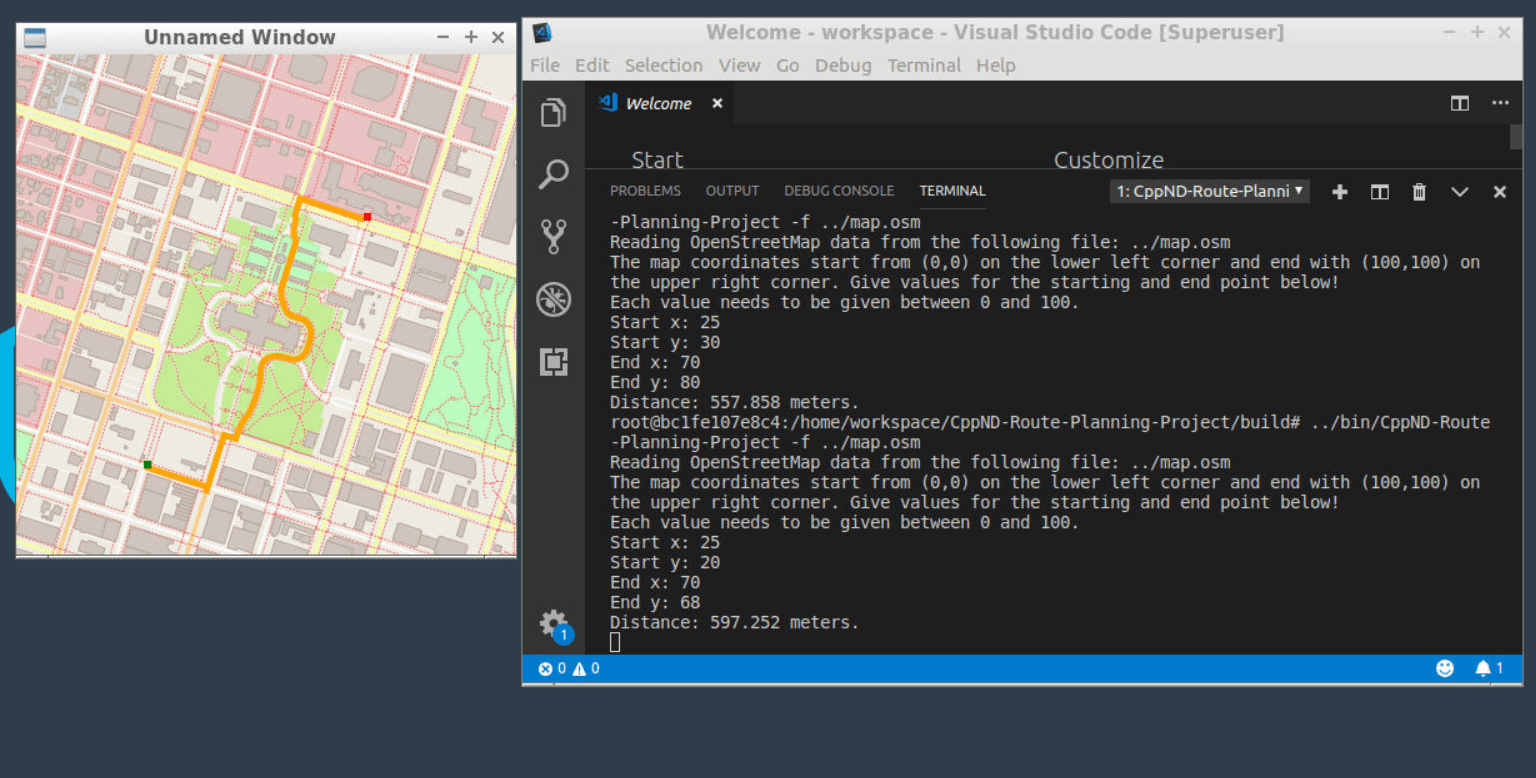 Unnamed Window
Welcome - workspace - Visual Studio Code [Superuser]
File Edit Selection View Go Debug Terminal Help
Welcome
Start Customize
PROBLEMS OUTPUT DEBUG CONSOLE TERMINAL 1: CppND-Route-Planni
-Planning-Project -f ../map.osm
Reading OpenStreetMap data from the following file: ../map.osm
The map coordinates start from (0,0) on the lower left corner and end with (100,100) on
the upper right corner. Give values for the starting and end point below!
Each value needs to be given between 0 and 100.
Start x: 25
Start y: 30
End x: 70
End y: 80
Distance: 557.858 meters.
root@bc1fe107e8c4:/home/workspace/CppND-Route-Planning-Project/build# ../bin/CppND-Route
-Planning-Project -f ../map.osm
Reading OpenStreetMap data from the following file: ../map.osm
The map coordinates start from (0,0) on the lower left corner and end with (100,100) on
the upper right corner. Give values for the starting and end point below!
Each value needs to be given between 0 and 100.
Start x: 25
Start y: 20
End x: 70
End y: 68
Distance: 597.252 meters.
1
0 0 1